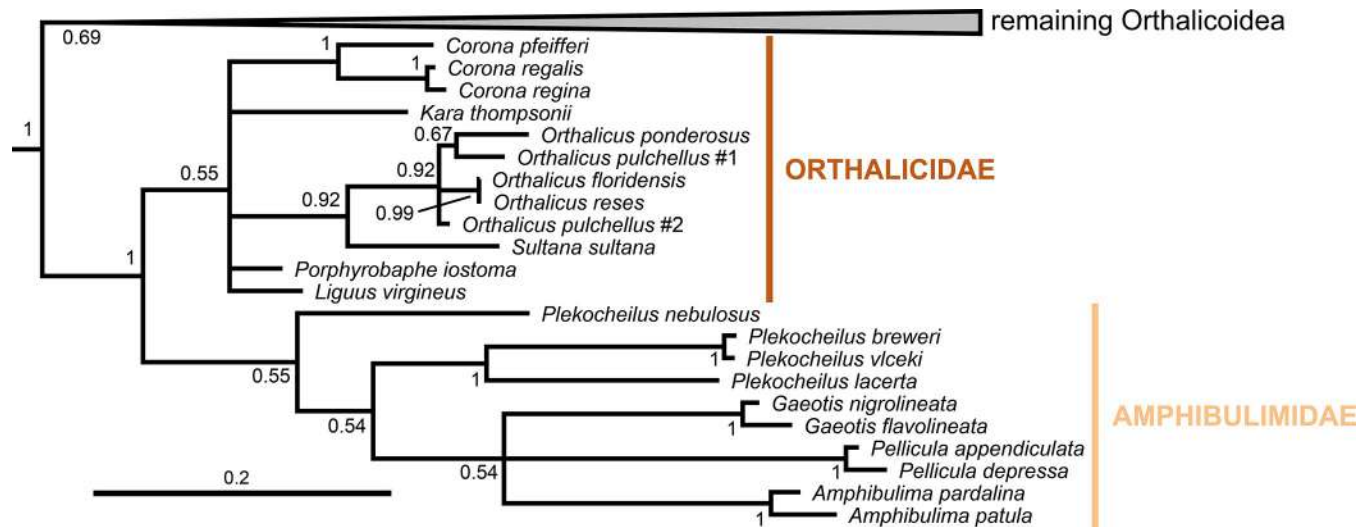 remaining Orthalicoidea
0.69
1
Corona pfeifferi
1
Corona regalis
Corona regina
Kara thompsonii
1
0.67
Orthalicus ponderosus
Orthalicus pulchellus #1
ORTHALICIDAE
0.55
0.92
Orthalicus floridensis
0.92
Orthalicus reses
0.99
Orthalicus pulchellus #2
Sultana sultana
1
Porphyrobaphe iostoma
Liguus virgineus
Plekocheilus nebulosus
Plekocheilus breweri
1
Plekocheilus vlceki
0.55
1
Plekocheilus lacerta
Gaeotis nigrolineata
0.54
1
Gaeotis flavolineata
AMPHIBULIMIDAE
Pellicula appendiculata
0.54
1
Pellicula depressa
0.2
Amphibulima pardalina
1
Amphibulima patula